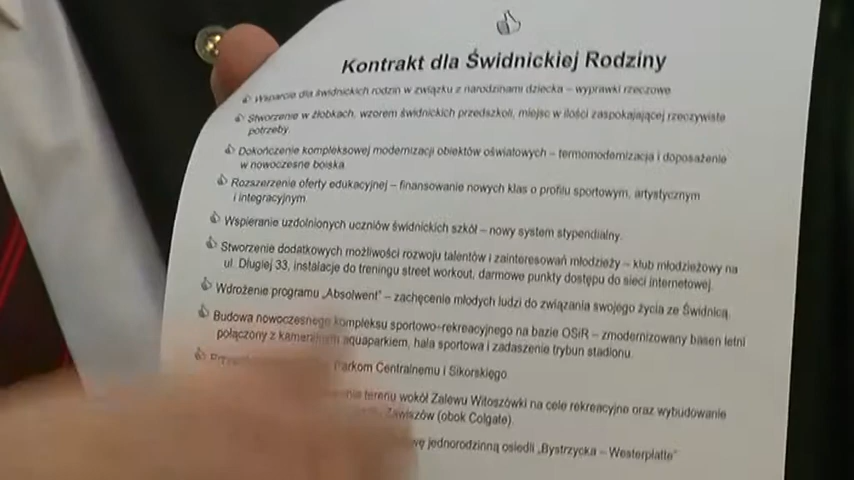 Kontrakt dla Świdnickiej Rodziny
Wsparcie dla świdnickich rodzin w związku z narodzinami dziecka – wyprawki rzeczowe
Stworzenie w żłobkach, wzorem świdnickich przedszkoli, miejsc w ilości zaspokajającej rzeczywiste
potrzeby.
Dokończenie kompleksowej modernizacji obiektów oświatowych – termomodernizacja i doposażenie
w nowoczesne boiska.
Rozszerzenie oferty edukacyjnej – finansowanie nowych klas o profilu sportowym, artystycznym
i integracyjnym.
Wspieranie uzdolnionych uczniów świdnickich szkół – nowy system stypendialny.
Stworzenie dodatkowych możliwości rozwoju talentów i zainteresowań młodzieży – klub młodzieżowy na
ul. Długiej 33, instalacje do treningu street workout, darmowe punkty dostępu do sieci internetowej.
Wdrożenie programu „Absolwent” – zachęcenie młodych ludzi do związania swojego życia ze Świdnicą.
Budowa nowoczesnego kompleksu sportowo-rekreacyjnego na bazie OSiR – zmodernizowany basen letni
połączony z kameralnym aquaparkiem, hala sportowa i zadaszenie trybun stadionu.
Parkom Centralnemu i Sikorskiego
terenu wokół Zalewu Witoszówki na cele rekreacyjne oraz wybudowanie
Zawiszów (obok Colgate).
jednorodzinną osiedli „Bystrzycka – Westerplatte”